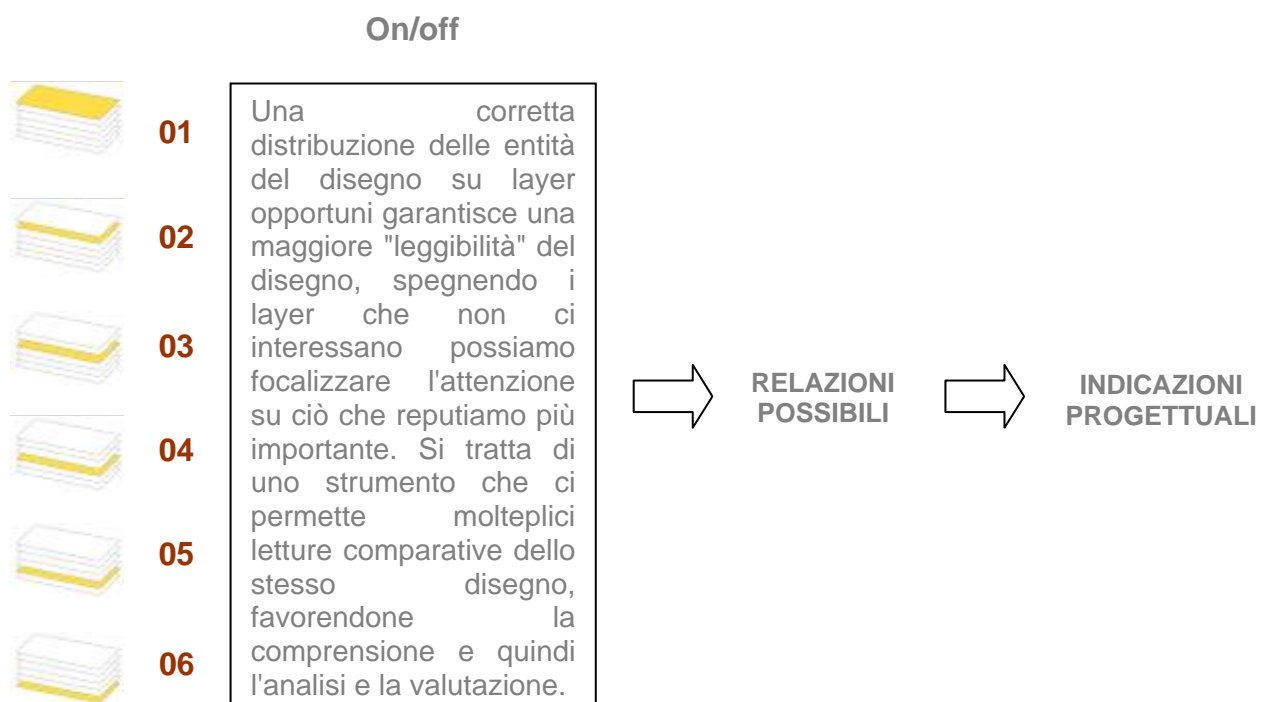 On/off
01
02
03
04
05
06
Una corretta
distribuzione delle entità
del disegno su layer
opportuni garantisce una
maggiore "leggibilità" del
disegno, spegnendo i
layer che non ci
interessano possiamo
focalizzare l'attenzione
su ciò che reputiamo più
importante. Si tratta di
uno strumento che ci
permette molteplici
letture comparative dello
stesso disegno,
favorendone la
comprensione e quindi
l'analisi e la valutazione.
RELAZIONI
POSSIBILI
INDICAZIONI
PROGETTUALI